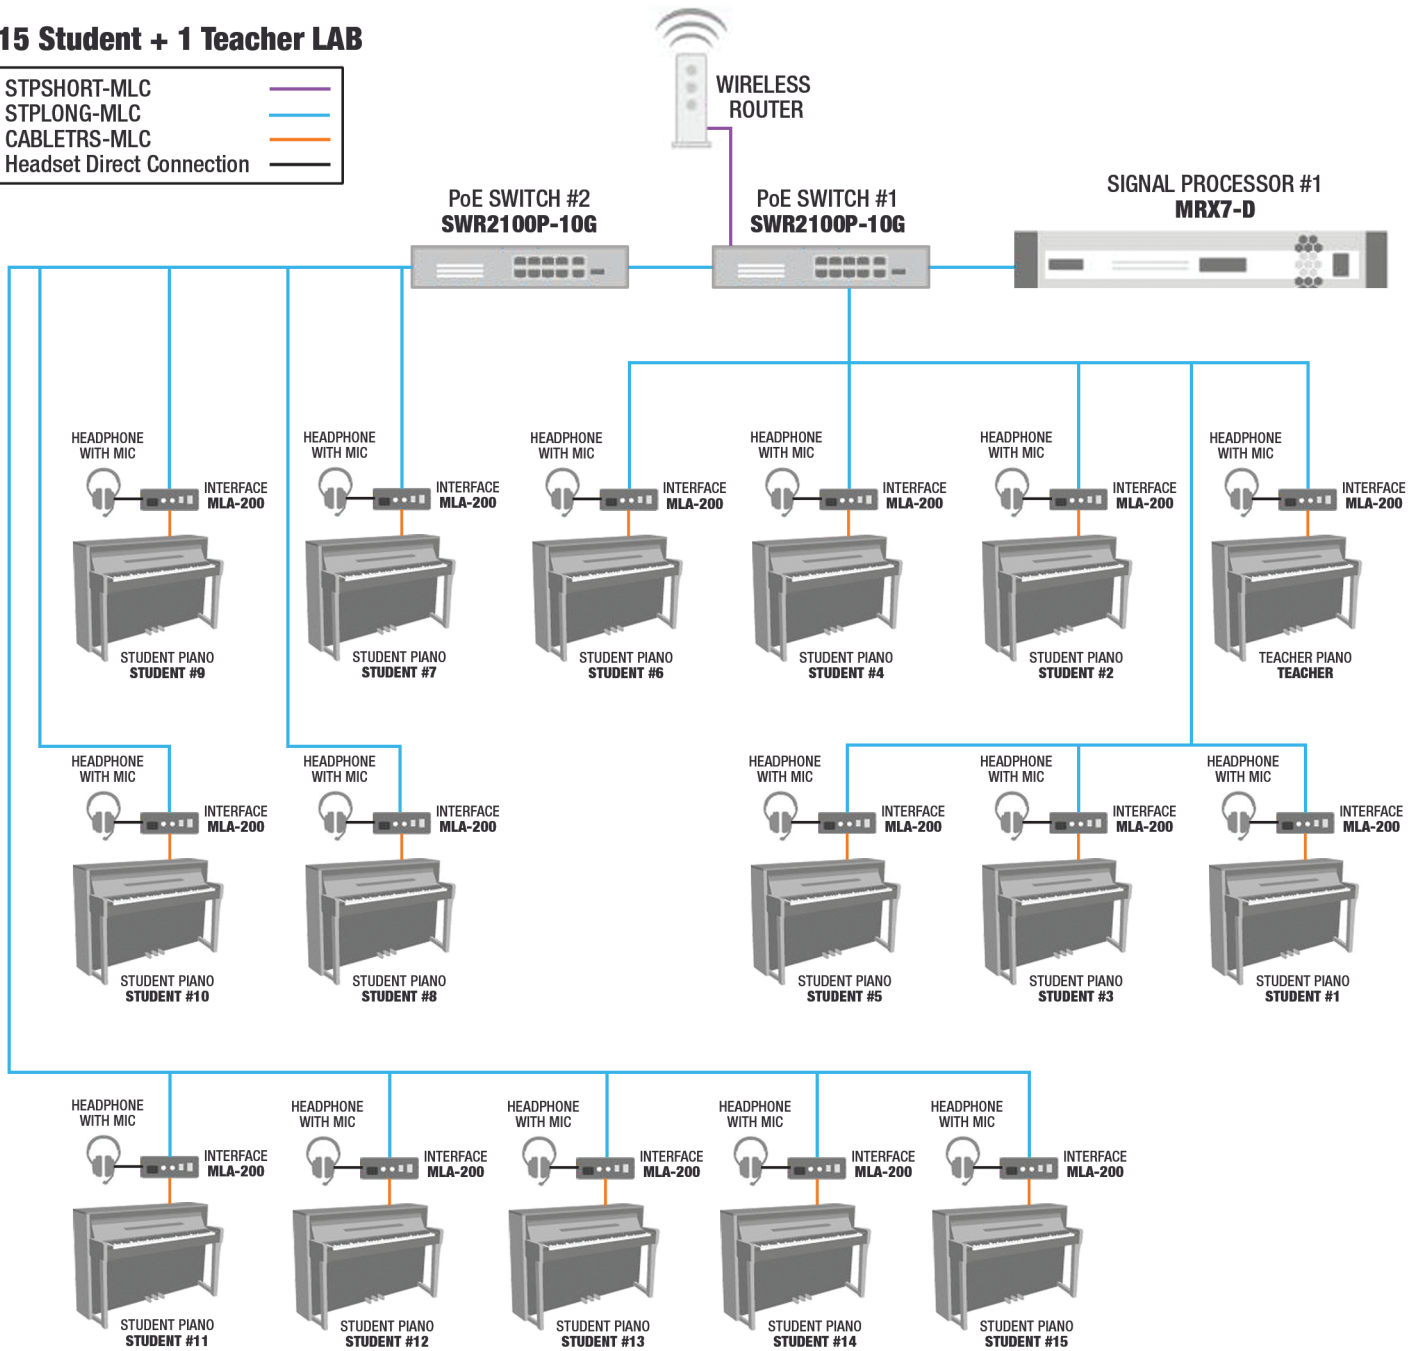 15 Student + 1 Teacher LAB
STPSHORT-MLC
STPLONG-MLC
CABLETRS-MLC
Headset Direct Connection
WIRELESS
ROUTER
PoE SWITCH #2
SWR2100P-10G
PoE SWITCH #1
SWR2100P-10G
SIGNAL PROCESSOR #1
MRX7-D
HEADPHONE
WITH MIC
INTERFACE
MLA-200
STUDENT PIANO
STUDENT #9
HEADPHONE
WITH MIC
INTERFACE
MLA-200
STUDENT PIANO
STUDENT #7
HEADPHONE
WITH MIC
INTERFACE
MLA-200
STUDENT PIANO
STUDENT #6
HEADPHONE
WITH MIC
INTERFACE
MLA-200
STUDENT PIANO
STUDENT #4
HEADPHONE
WITH MIC
INTERFACE
MLA-200
STUDENT PIANO
STUDENT #2
HEADPHONE
WITH MIC
INTERFACE
MLA-200
TEACHER PIANO
TEACHER
HEADPHONE
WITH MIC
INTERFACE
MLA-200
STUDENT PIANO
STUDENT #10
HEADPHONE
WITH MIC
INTERFACE
MLA-200
STUDENT PIANO
STUDENT #8
HEADPHONE
WITH MIC
INTERFACE
MLA-200
STUDENT PIANO
STUDENT #5
HEADPHONE
WITH MIC
INTERFACE
MLA-200
STUDENT PIANO
STUDENT #3
HEADPHONE
WITH MIC
INTERFACE
MLA-200
STUDENT PIANO
STUDENT #1
HEADPHONE
WITH MIC
INTERFACE
MLA-200
STUDENT PIANO
STUDENT #11
HEADPHONE
WITH MIC
INTERFACE
MLA-200
STUDENT PIANO
STUDENT #12
HEADPHONE
WITH MIC
INTERFACE
MLA-200
STUDENT PIANO
STUDENT #13
HEADPHONE
WITH MIC
INTERFACE
MLA-200
STUDENT PIANO
STUDENT #14
HEADPHONE
WITH MIC
INTERFACE
MLA-200
STUDENT PIANO
STUDENT #15